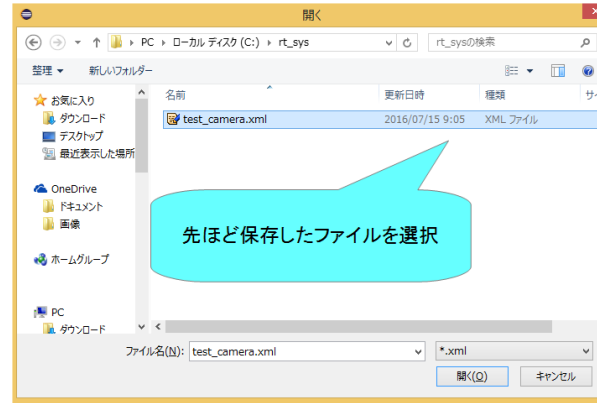 開く
PC ▸ ローカル ディスク (C:) ▸ rt_sys
rt_sysの検索
整理 ▼ 新しいフォルダー
名前 更新日時 種類 サイ
お気に入り
test_camera.xml 2016/07/15 9:05 XML ファイル
ダウンロード
デスクトップ
最近表示した場所
OneDrive
ドキュメント
画像
先ほど保存したファイルを選択
ホームグループ
PC
ダウンロード
ファイル名(N): test_camera.xml *.xml
開く(O) キャンセル